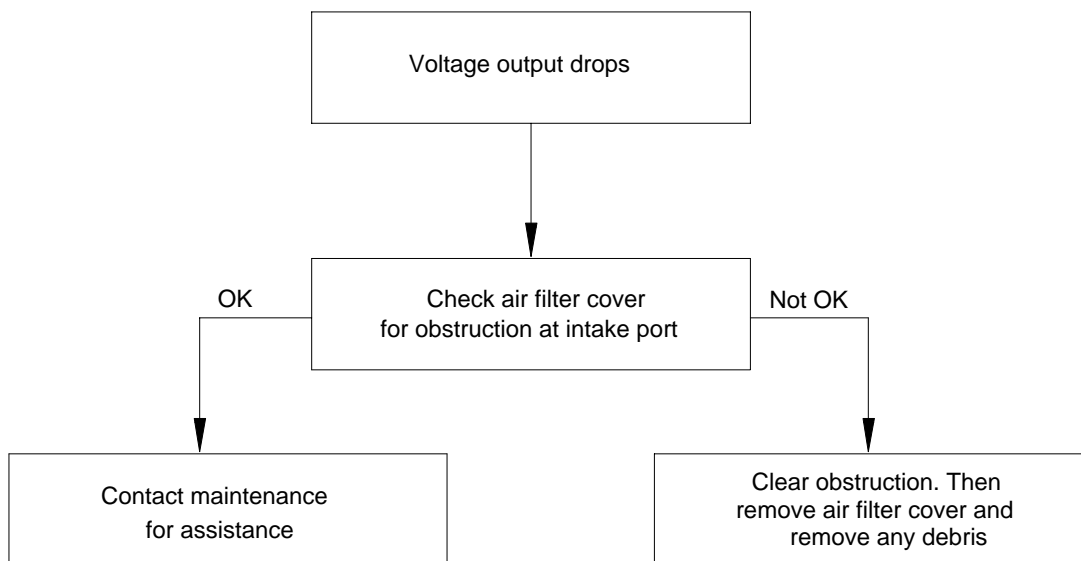 Voltage output drops
OK
Check air filter cover
for obstruction at intake port
Not OK
Contact maintenance
for assistance
Clear obstruction. Then
remove air filter cover and
remove any debris